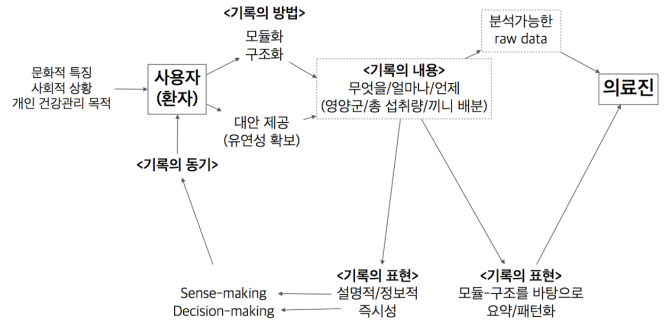 <기록의 방법>
모듈화
구조화
분석가능한
raw data
문화적 특징
사회적 상황
개인 건강관리 목적
사용자
(환자)
<기록의 내용>
무엇을/얼마나/언제
(영양군/총 섭취량/끼니 배분)
의료진
대안 제공
(유연성 확보)
<기록의 동기>
<기록의 표현>
설명적/정보적
즉시성
<기록의 표현>
모듈-구조를 바탕으로
요약/패턴화
Sense-making
Decision-making